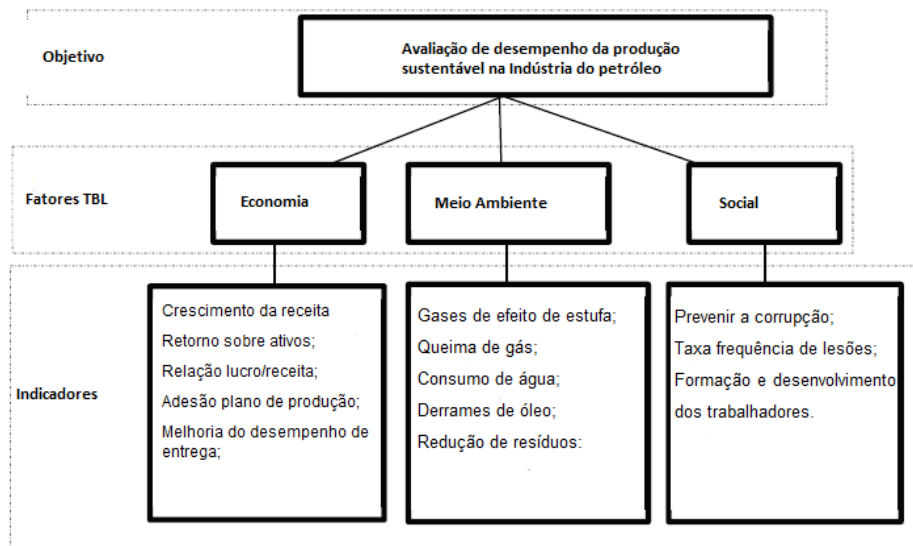 Objetivo
Avaliação de desempenho da produção
sustentável na Indústria do petróleo
Fatores TBL
Economia
Meio Ambiente
Social
Indicadores
Crescimento da receita
Retorno sobre ativos;
Relação lucro/receita;
Adesão plano de produção;
Melhoria do desempenho de
entrega;
Gases de efeito de estufa;
Queima de gás;
Consumo de água;
Derrames de óleo;
Redução de resíduos:
Prevenir a corrupção;
Taxa frequência de lesões;
Formação e desenvolvimento
dos trabalhadores.